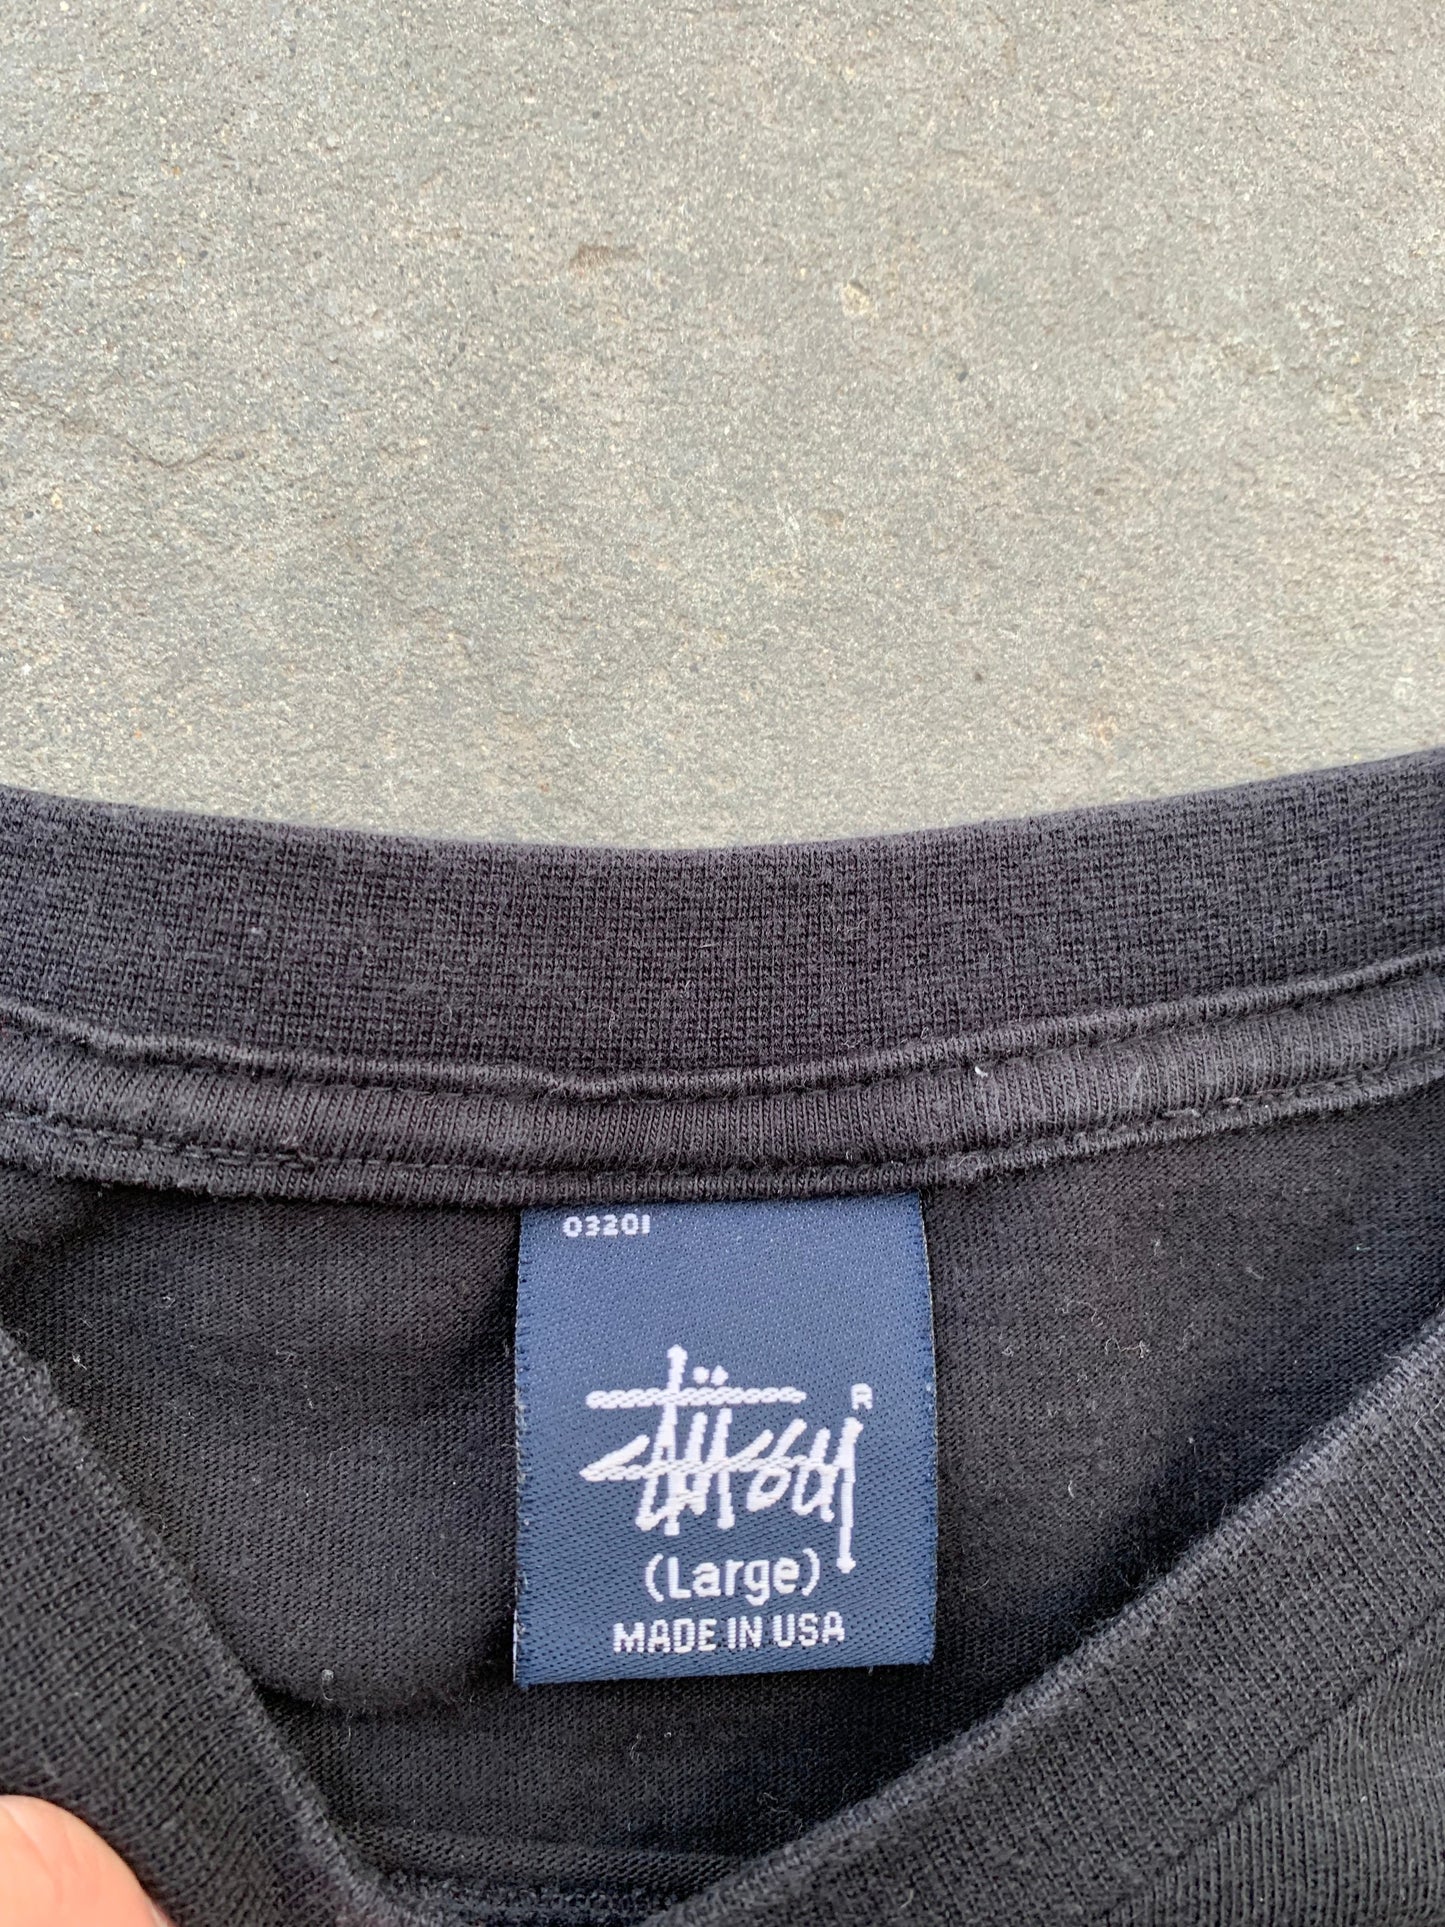 03201
Stüssy ®
(Large)
MADE IN USA